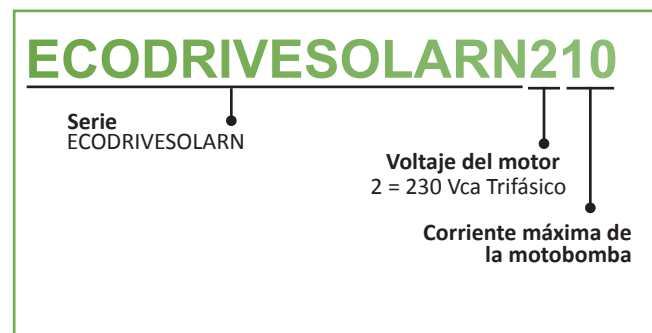 ECODRIVESOLARN210
Serie
ECODRIVESOLARN
Voltaje del motor
2 = 230 Vca Trifásico
Corriente máxima de
la motobomba